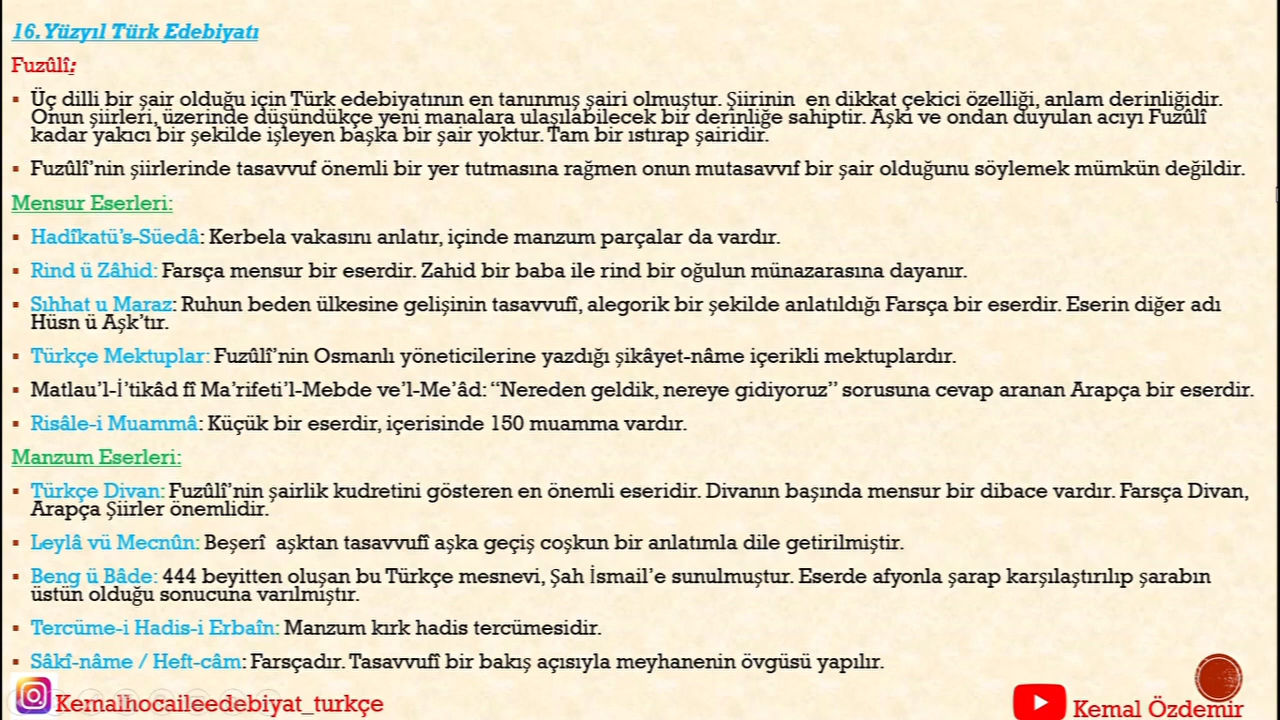 16. Yüzyıl Türk Edebiyatı
Fuzûlî:
▪ Üç dilli bir şair olduğu için Türk edebiyatının en tanınmış şairi olmuştur. Şiirinin en dikkat çekici özelliği, anlam derinliğidir.
Onun şiirleri, üzerinde düşündükçe yeni manalara ulaşılabilecek bir derinliğe sahiptir. Aşkı ve ondan duyulan acıyı Fuzûlî
kadar yakıcı bir şekilde işleyen başka bir şair yoktur. Tam bir ıstırap şairidir.
▪ Fuzûlî’nin şiirlerinde tasavvuf önemli bir yer tutmasına rağmen onun mutasavvıf bir şair olduğunu söylemek mümkün değildir.
Mensur Eserleri:
▪ Hadîkatü’s-Süedâ: Kerbela vakasını anlatır, içinde manzum parçalar da vardır.
▪ Rind ü Zâhid: Farsça mensur bir eserdir. Zahid bir baba ile rind bir oğulun münazarasına dayanır.
▪ Sıhhat u Maraz: Ruhun beden ülkesine gelişinin tasavvufî, alegorik bir şekilde anlatıldığı Farsça bir eserdir. Eserin diğer adı
Hüsn ü Aşk’tır.
▪ Türkçe Mektuplar: Fuzûlî’nin Osmanlı yöneticilerine yazdığı şikâyet-nâme içerikli mektuplardır.
▪ Matlau’l-İ’tikâd fî Ma’rifeti’l-Mebde ve’l-Me’âd: “Nereden geldik, nereye gidiyoruz” sorusuna cevap aranan Arapça bir eserdir.
▪ Risâle-i Muammâ: Küçük bir eserdir, içerisinde 150 muamma vardır.
Manzum Eserleri:
▪ Türkçe Divan: Fuzûlî’nin şairlik kudretini gösteren en önemli eseridir. Divanın başında mensur bir dibace vardır. Farsça Divan,
Arapça Şiirler önemlidir.
▪ Leylâ vü Mecnûn: Beşerî aşktan tasavvufî aşka geçiş coşkun bir anlatımla dile getirilmiştir.
▪ Beng ü Bâde: 444 beyitten oluşan bu Türkçe mesnevi, Şah İsmail’e sunulmuştur. Eserde afyonla şarap karşılaştırılıp şarabın
üstün olduğu sonucuna varılmıştır.
▪ Tercüme-i Hadis-i Erbaîn: Manzum kırk hadis tercümesidir.
▪ Sâkî-nâme / Heft-câm: Farsçadır. Tasavvufî bir bakış açısıyla meyhanenin övgüsü yapılır.
Kemalhocaileedebiyat_turkçe
Kemal Özdemir